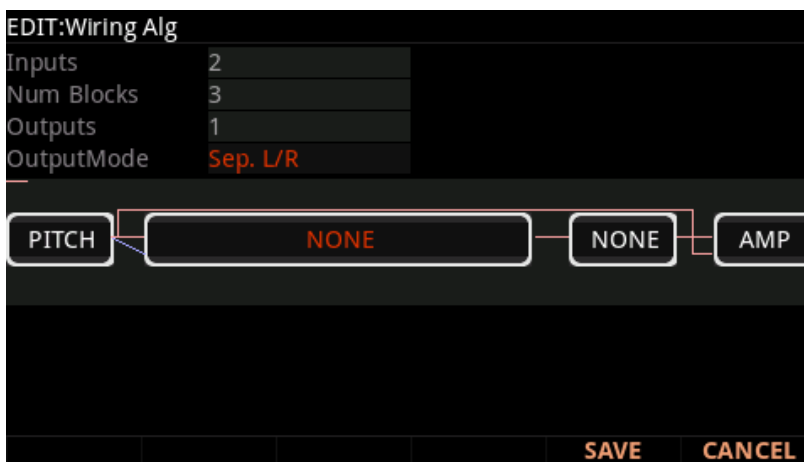 EDIT:Wiring Alg
Inputs 2
Num Blocks 3
Outputs 1
OutputMode Sep. L/R
PITCH NONE NONE AMP
SAVE CANCEL